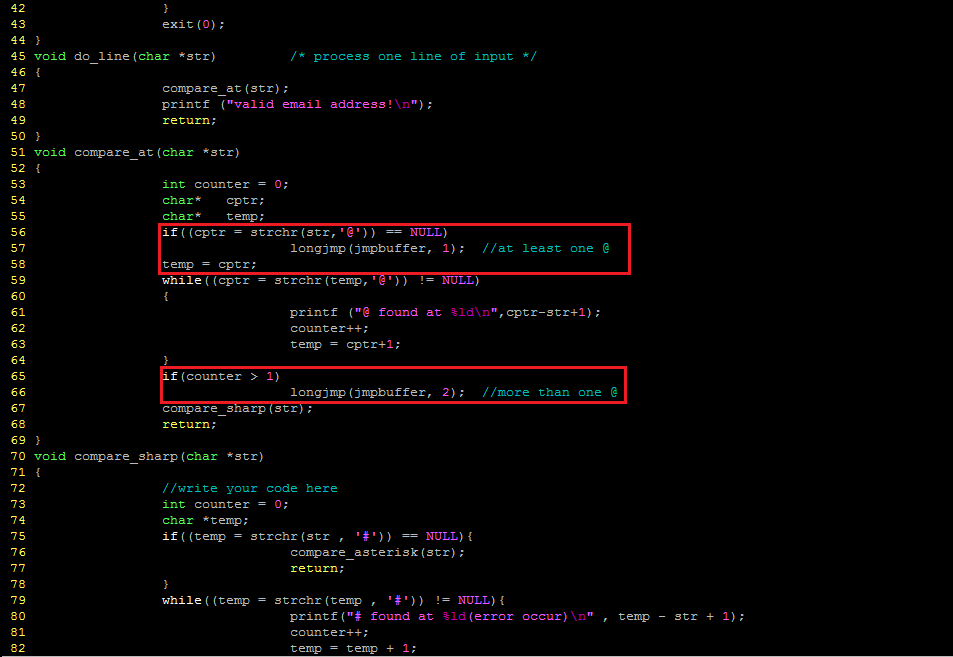 42 }
43 exit(0);
44 }
45 void do_line(char *str) /* process one line of input */
46 {
47 compare_at(str);
48 printf ("valid email address!\n");
49 return;
50 }
51 void compare_at(char *str)
52 {
53 int counter = 0;
54 char* cptr;
55 char* temp;
56 if((cptr = strchr(str,'@')) == NULL)
57 longjmp(jmpbuffer, 1); //at least one @
58 temp = cptr;
59 while((cptr = strchr(temp,'@')) != NULL)
60 {
61 printf ("@ found at %ld\n",cptr-str+1);
62 counter++;
63 temp = cptr+1;
64 }
65 if(counter > 1)
66 longjmp(jmpbuffer, 2); //more than one @
67 compare_sharp(str);
68 return;
69 }
70 void compare_sharp(char *str)
71 {
72 //write your code here
73 int counter = 0;
74 char *temp;
75 if((temp = strchr(str , '#')) == NULL){
76 compare_asterisk(str);
77 return;
78 }
79 while((temp = strchr(temp , '#')) != NULL){
80 printf("# found at %ld(error occur)\n" , temp - str + 1);
81 counter++;
82 temp = temp + 1;